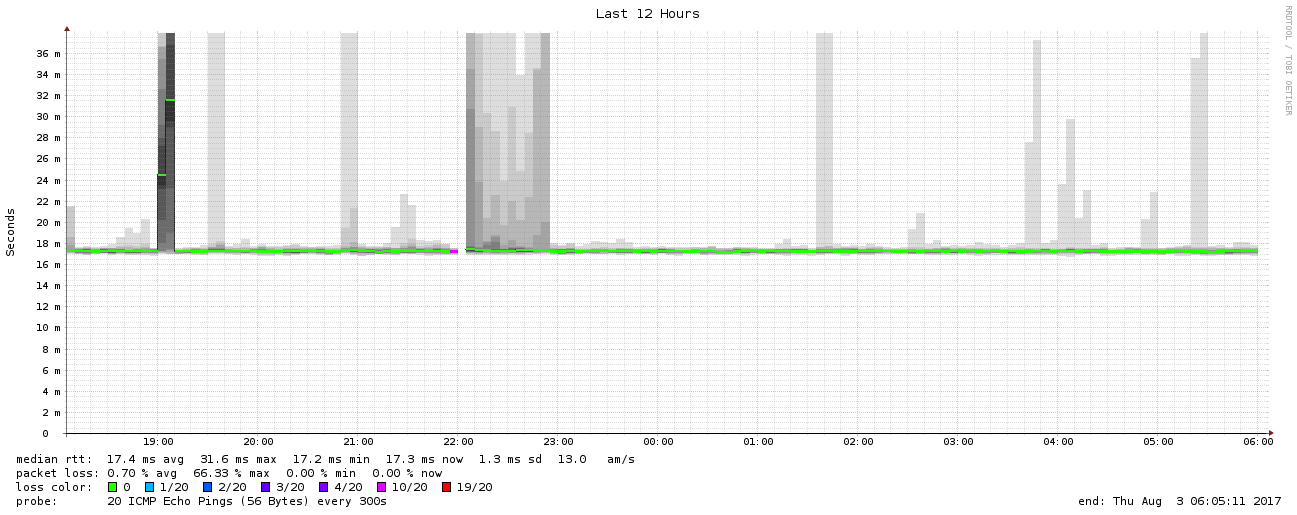 Last 12 Hours
RRDTOOL / TOBI OETIKER
Seconds
36 m
34 m
32 m
30 m
28 m
26 m
24 m
22 m
20 m
18 m
16 m
14 m
12 m
10 m
8 m
6 m
4 m
2 m
0
19:00 20:00 21:00 22:00 23:00 00:00 01:00 02:00 03:00 04:00 05:00 06:00
median rtt: 17.4 ms avg 31.6 ms max 17.2 ms min 17.3 ms now 1.3 ms sd 13.0 am/s
packet loss: 0.70 % avg 66.33 % max 0.00 % min 0.00 % now
loss color: 0 1/20 2/20 3/20 4/20 10/20 19/20
probe: 20 ICMP Echo Pings (56 Bytes) every 300s end: Thu Aug 3 06:05:11 2017